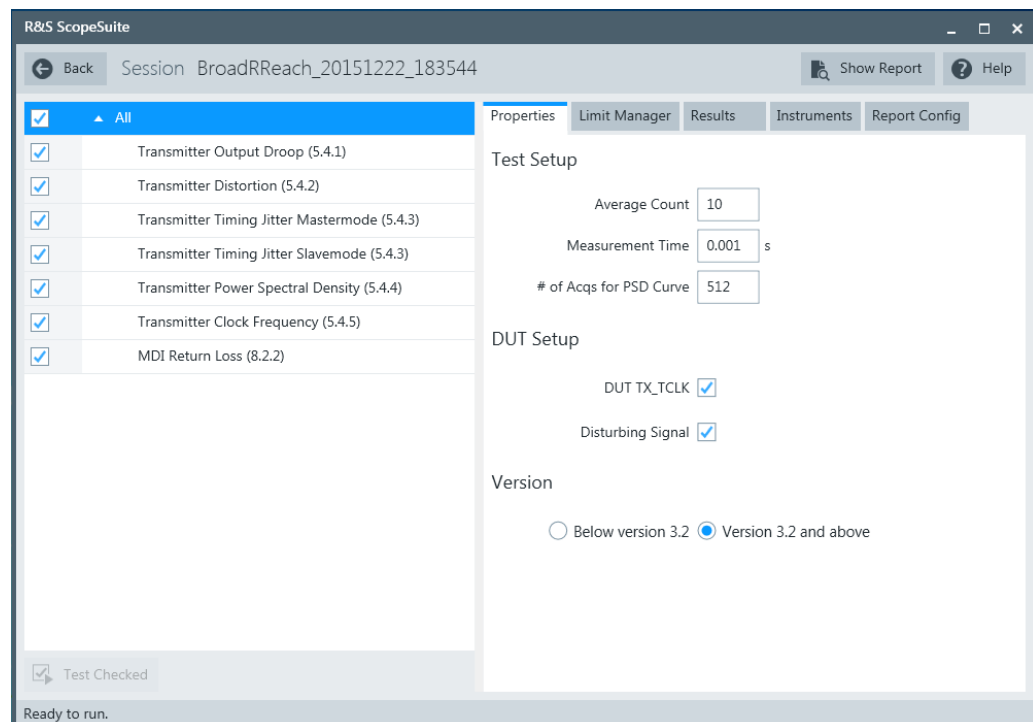 R&S ScopeSuite
Back Session BroadRReach_20151222_183544 Show Report Help
All
Transmitter Output Droop (5.4.1)
Transmitter Distortion (5.4.2)
Transmitter Timing Jitter Mastermode (5.4.3)
Transmitter Timing Jitter Slavemode (5.4.3)
Transmitter Power Spectral Density (5.4.4)
Transmitter Clock Frequency (5.4.5)
MDI Return Loss (8.2.2)
Test Checked
Properties Limit Manager Results Instruments Report Config
Test Setup
Average Count 10
Measurement Time 0.001 s
# of Acqs for PSD Curve 512
DUT Setup
DUT TX_TCLK
Disturbing Signal
Version
Below version 3.2 Version 3.2 and above
Ready to run.